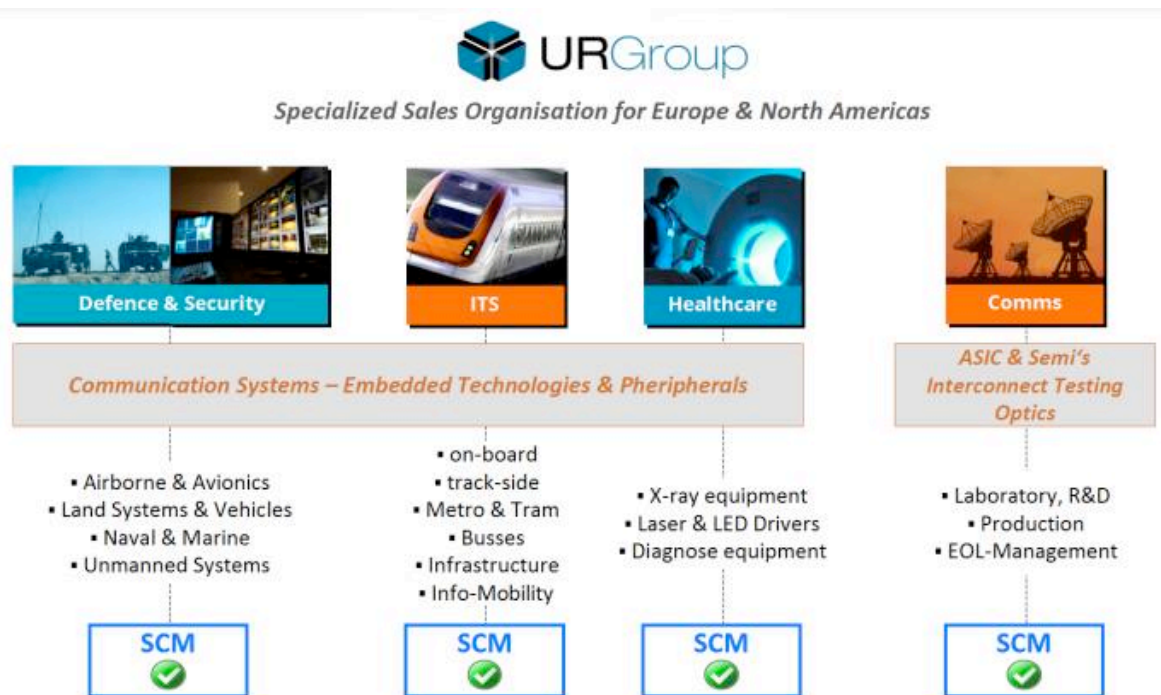 URGroup
Specialized Sales Organisation for Europe & North Americas
Defence & Security
ITS
Healthcare
Comms
Communication Systems – Embedded Technologies & Pheripherals
ASIC & Semi's
Interconnect Testing
Optics
▪ Airborne & Avionics
▪ Land Systems & Vehicles
▪ Naval & Marine
▪ Unmanned Systems
▪ on-board
▪ track-side
▪ Metro & Tram
▪ Busses
▪ Infrastructure
▪ Info-Mobility
▪ X-ray equipment
▪ Laser & LED Drivers
▪ Diagnose equipment
▪ Laboratory, R&D
▪ Production
▪ EOL-Management
SCM
SCM
SCM
SCM